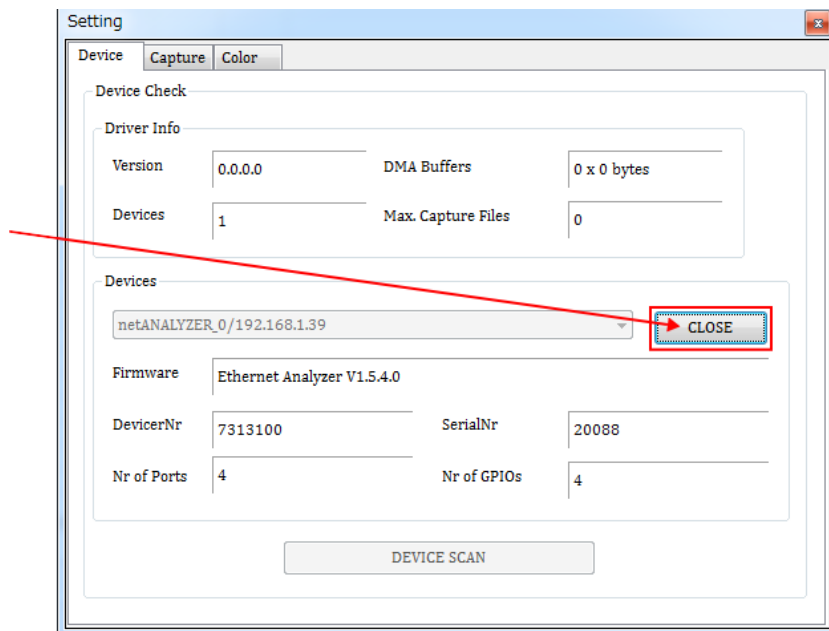 Setting
x
Device Capture Color
Device Check
Driver Info
Version 0.0.0.0 DMA Buffers 0 x 0 bytes
Devices 1 Max. Capture Files 0
Devices
netANALYZER_0/192.168.1.39 CLOSE
Firmware Ethernet Analyzer V1.5.4.0
DevicerNr 7313100 SerialNr 20088
Nr of Ports 4 Nr of GPIOs 4
DEVICE SCAN